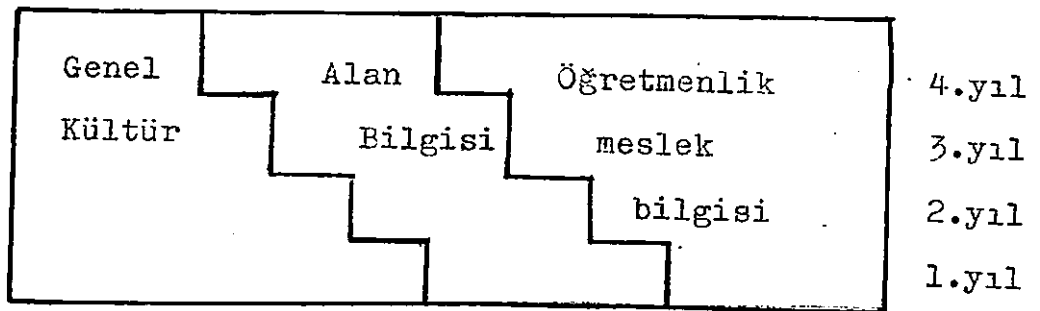 Genel Alan Öğretmenlik 4.yıl
Kültür Bilgisi meslek 3.yıl
bilgisi 2.yıl
1.yıl